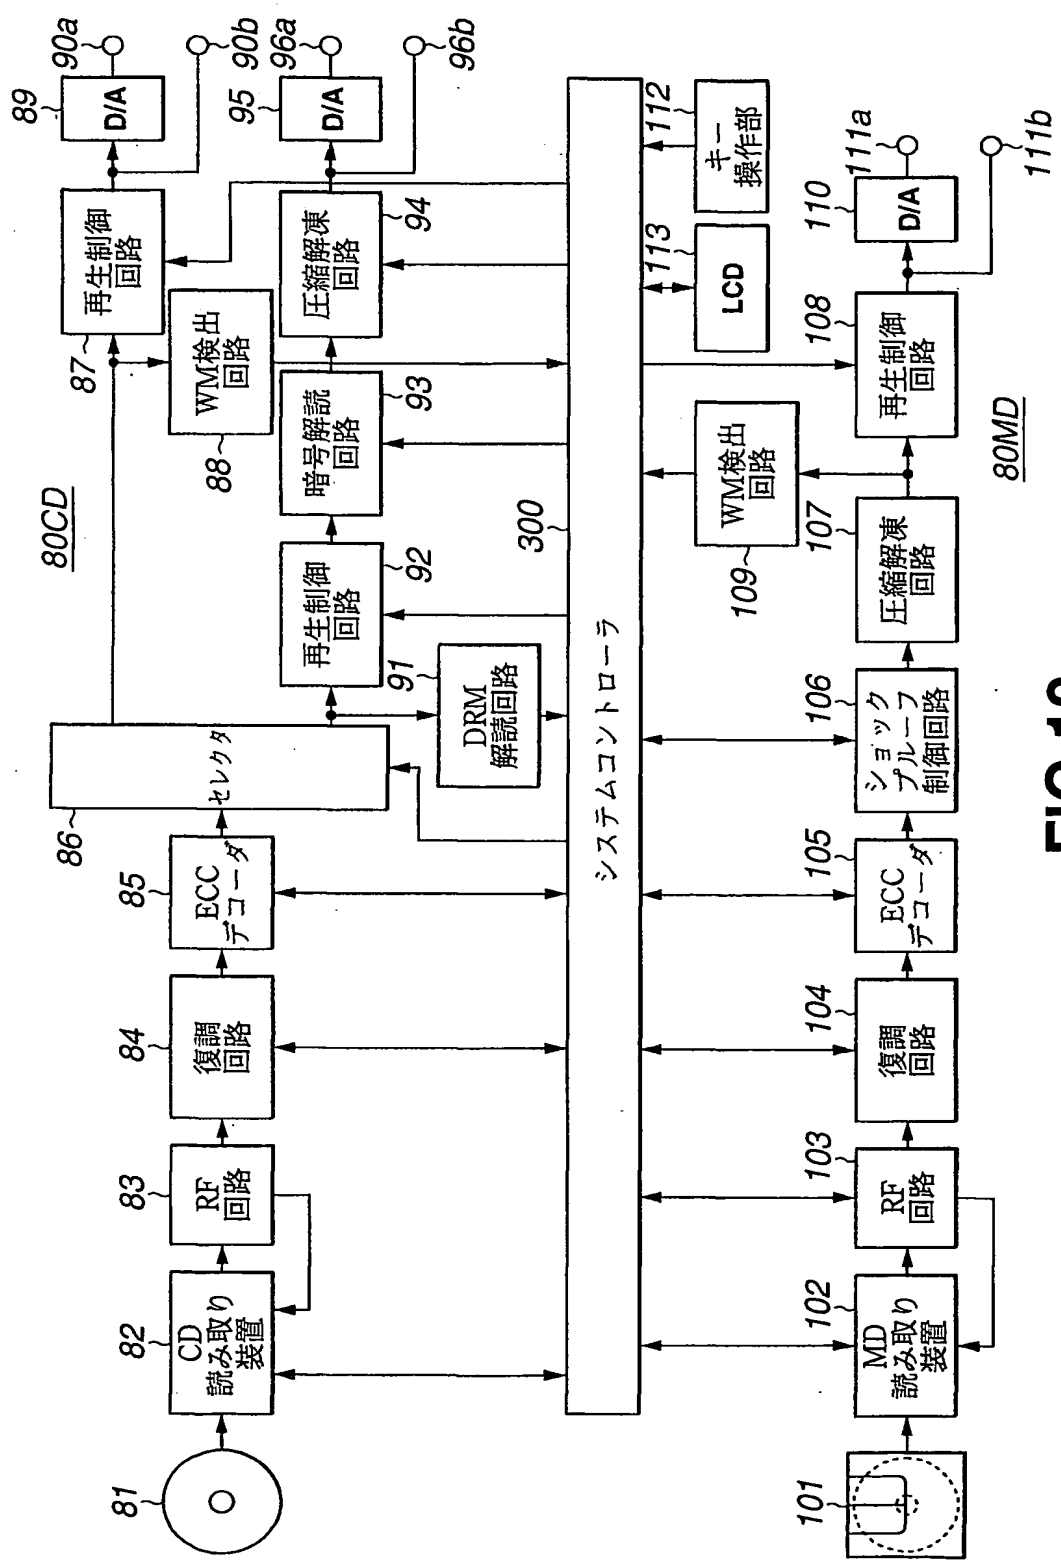 80CD
81
82
CD
読み取り
装置
83
RF
回路
84
復調
回路
85
ECC
デコーダ
86
セレクタ
87
再生制御
回路
88
WM検出
回路
89
D/A
90a
90b
91
DRM
解読回路
92
再生制御
回路
93
暗号解読
回路
94
圧縮解凍
回路
95
D/A
96a
96b
300
システムコントローラ
112
キー
操作部
113
LCD
101
102
MD
読み取り
装置
103
RF
回路
104
復調
回路
105
ECC
デコーダ
106
ショック
プルーフ
制御回路
107
圧縮解凍
回路
109
WM検出
回路
108
再生制御
回路
110
D/A
111a
111b
80MD